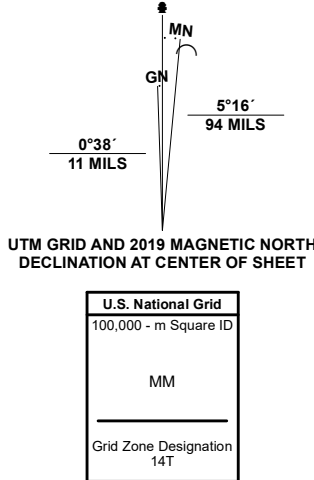 MN
GN
5°16´
94 MILS
0°38´
11 MILS
UTM GRID AND 2019 MAGNETIC NORTH
DECLINATION AT CENTER OF SHEET
U.S. National Grid
100,000 - m Square ID
MM
Grid Zone Designation
14T